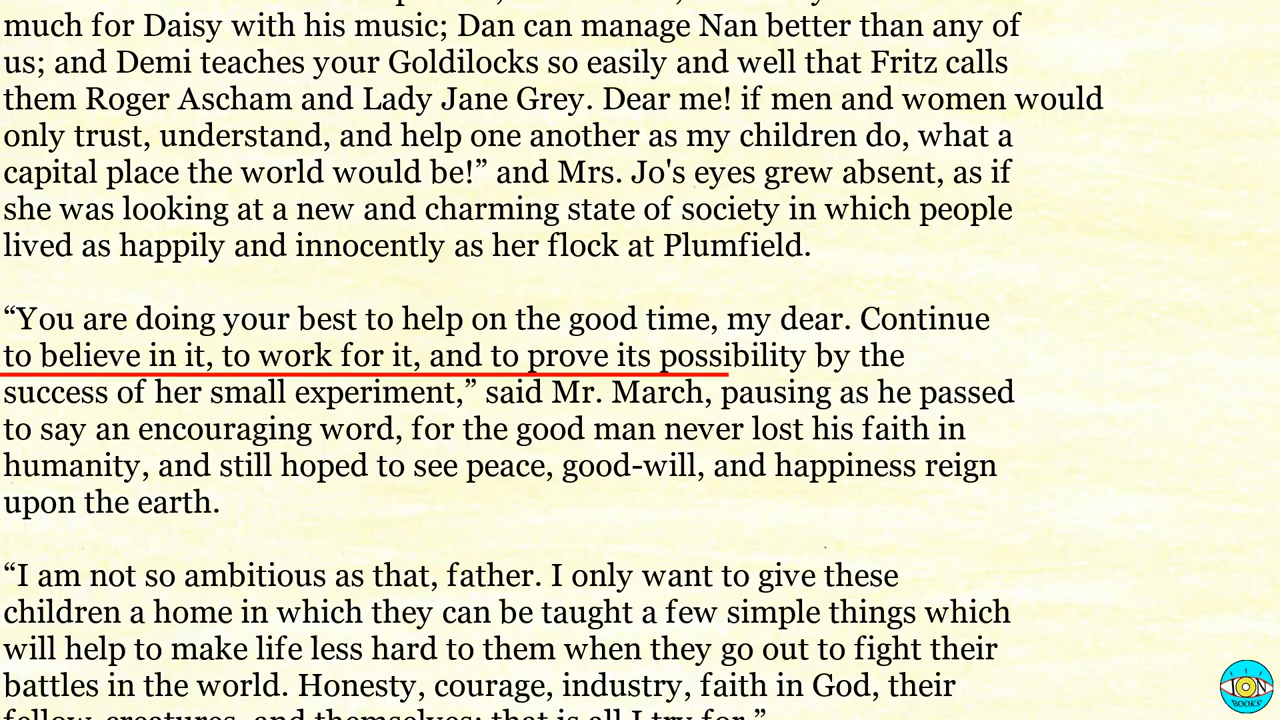 much for Daisy with his music; Dan can manage Nan better than any of
us; and Demi teaches your Goldilocks so easily and well that Fritz calls
them Roger Ascham and Lady Jane Grey. Dear me! if men and women would
only trust, understand, and help one another as my children do, what a
capital place the world would be!” and Mrs. Jo's eyes grew absent, as if
she was looking at a new and charming state of society in which people
lived as happily and innocently as her flock at Plumfield.
“You are doing your best to help on the good time, my dear. Continue
to believe in it, to work for it, and to prove its possibility by the
success of her small experiment,” said Mr. March, pausing as he passed
to say an encouraging word, for the good man never lost his faith in
humanity, and still hoped to see peace, good-will, and happiness reign
upon the earth.
“I am not so ambitious as that, father. I only want to give these
children a home in which they can be taught a few simple things which
will help to make life less hard to them when they go out to fight their
battles in the world. Honesty, courage, industry, faith in God, their
fellow-creatures, and themselves; that is all I try for.”
ION
BOOKS